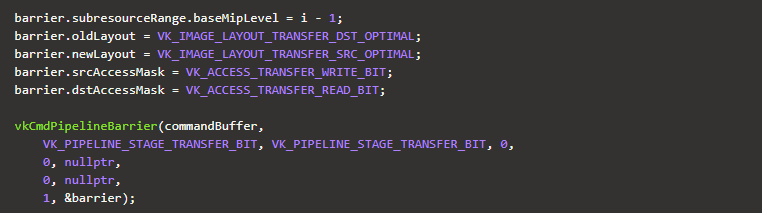 barrier.subresourceRange.baseMipLevel = i - 1;
barrier.oldLayout = VK_IMAGE_LAYOUT_TRANSFER_DST_OPTIMAL;
barrier.newLayout = VK_IMAGE_LAYOUT_TRANSFER_SRC_OPTIMAL;
barrier.srcAccessMask = VK_ACCESS_TRANSFER_WRITE_BIT;
barrier.dstAccessMask = VK_ACCESS_TRANSFER_READ_BIT;

vkCmdPipelineBarrier(commandBuffer,
    VK_PIPELINE_STAGE_TRANSFER_BIT, VK_PIPELINE_STAGE_TRANSFER_BIT, 0,
    0, nullptr,
    0, nullptr,
    1, &barrier);